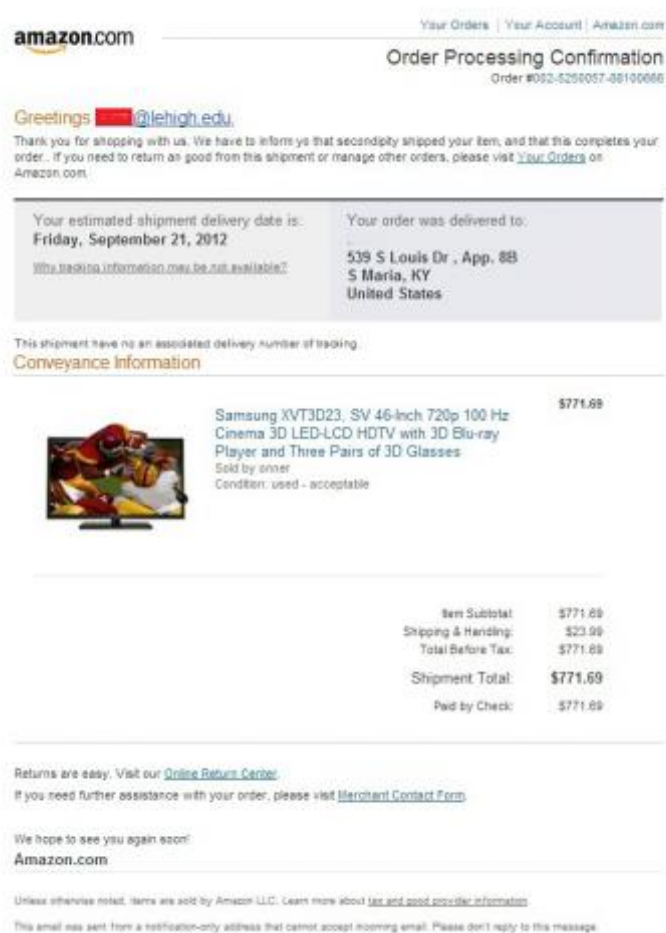 Your Orders | Your Account | Amazon.com
amazon.com
Order Processing Confirmation
Order #002-5250057-88100666
Greetings @lehigh.edu,
Thank you for shopping with us. We have to inform yo that secondipity shipped your item, and that this completes your
order.. If you need to return an good from this shipment or manage other orders, please visit Your Orders on
Amazon.com.
Your estimated shipment delivery date is:
Friday, September 21, 2012
Why tracking information may be not available?
Your order was delivered to:
539 S Louis Dr , App. 8B
S Maria, KY
United States
This shipment have no an associated delivery number of tracking.
Conveyance Information
Samsung XVT3D23, SV 46-Inch 720p 100 Hz
Cinema 3D LED-LCD HDTV with 3D Blu-ray
Player and Three Pairs of 3D Glasses
Sold by onner
Condition: used - acceptable
$771.69
Item Subtotal: $771.69
Shipping & Handling: $23.99
Total Before Tax: $771.69
Shipment Total: $771.69
Paid by Check: $771.69
Returns are easy. Visit our Online Return Center.
If you need further assistance with your order, please visit Merchant Contact Form.
We hope to see you again soon!
Amazon.com
Unless otherwise noted, items are sold by Amazon LLC. Learn more about tax and good provider information.
This email was sent from a notification-only address that cannot accept incoming email. Please don't reply to this message.